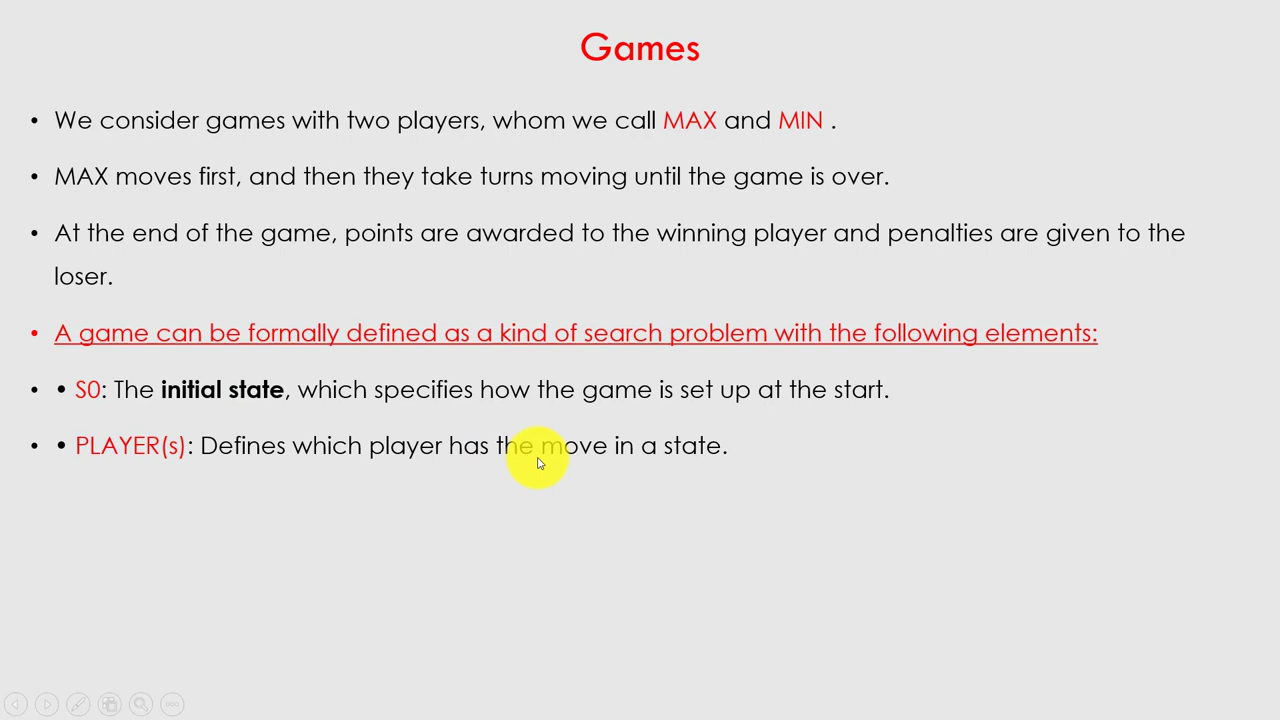 Games
• We consider games with two players, whom we call MAX and MIN .
• MAX moves first, and then they take turns moving until the game is over.
• At the end of the game, points are awarded to the winning player and penalties are given to the
loser.
• A game can be formally defined as a kind of search problem with the following elements:
• • S0: The initial state, which specifies how the game is set up at the start.
• • PLAYER(s): Defines which player has the move in a state.